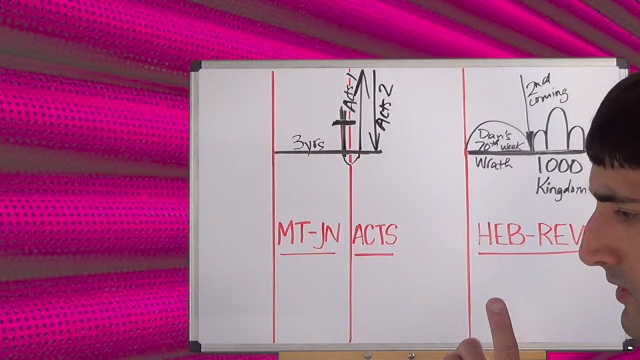 3yrs
Acts 1
Acts 2
Dan's
70th week
Wrath
2nd
coming
1000
Kingdom
MT-JN
ACTS
HEB-REV